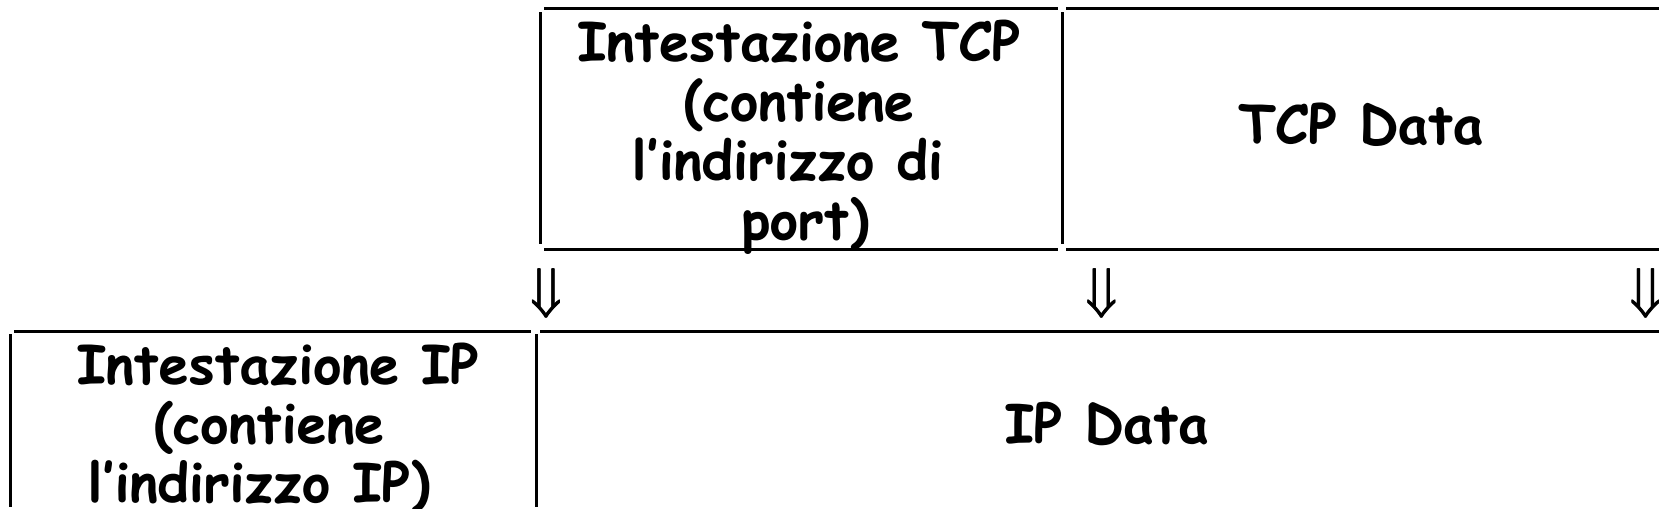 Intestazione TCP
(contiene
l'indirizzo di
port)
TCP Data
⇓ ⇓ ⇓
Intestazione IP
(contiene
l'indirizzo IP)
IP Data